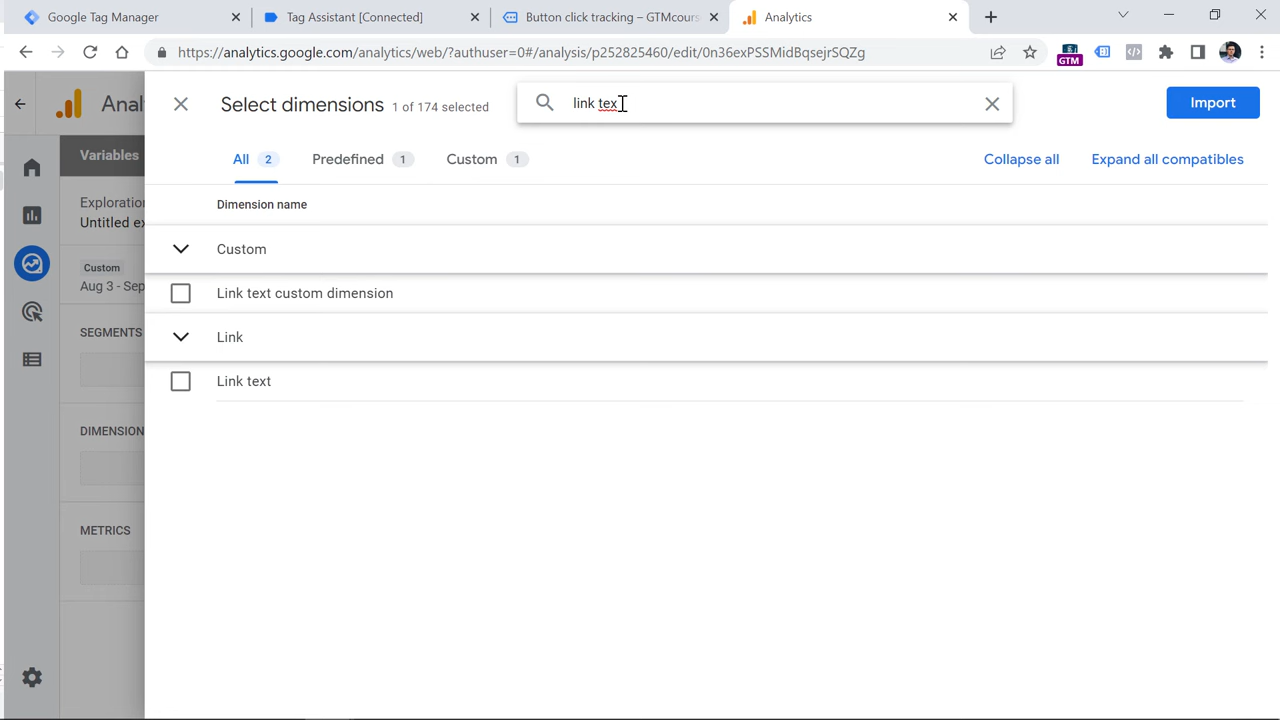 Google Tag Manager
Tag Assistant [Connected]
Button click tracking – GTMcours
Analytics
https://analytics.google.com/analytics/web/?authuser=0#/analysis/p252825460/edit/0n36exPSSMidBqsejrSQZg
GTM
Anal
Select dimensions 1 of 174 selected
link tex
Import
Variables
All 2
Predefined 1
Custom 1
Collapse all
Expand all compatibles
Exploration
Untitled ex
Dimension name
Custom
Custom
Aug 3 - Sep
Link text custom dimension
SEGMENTS
Link
Link text
DIMENSION
METRICS